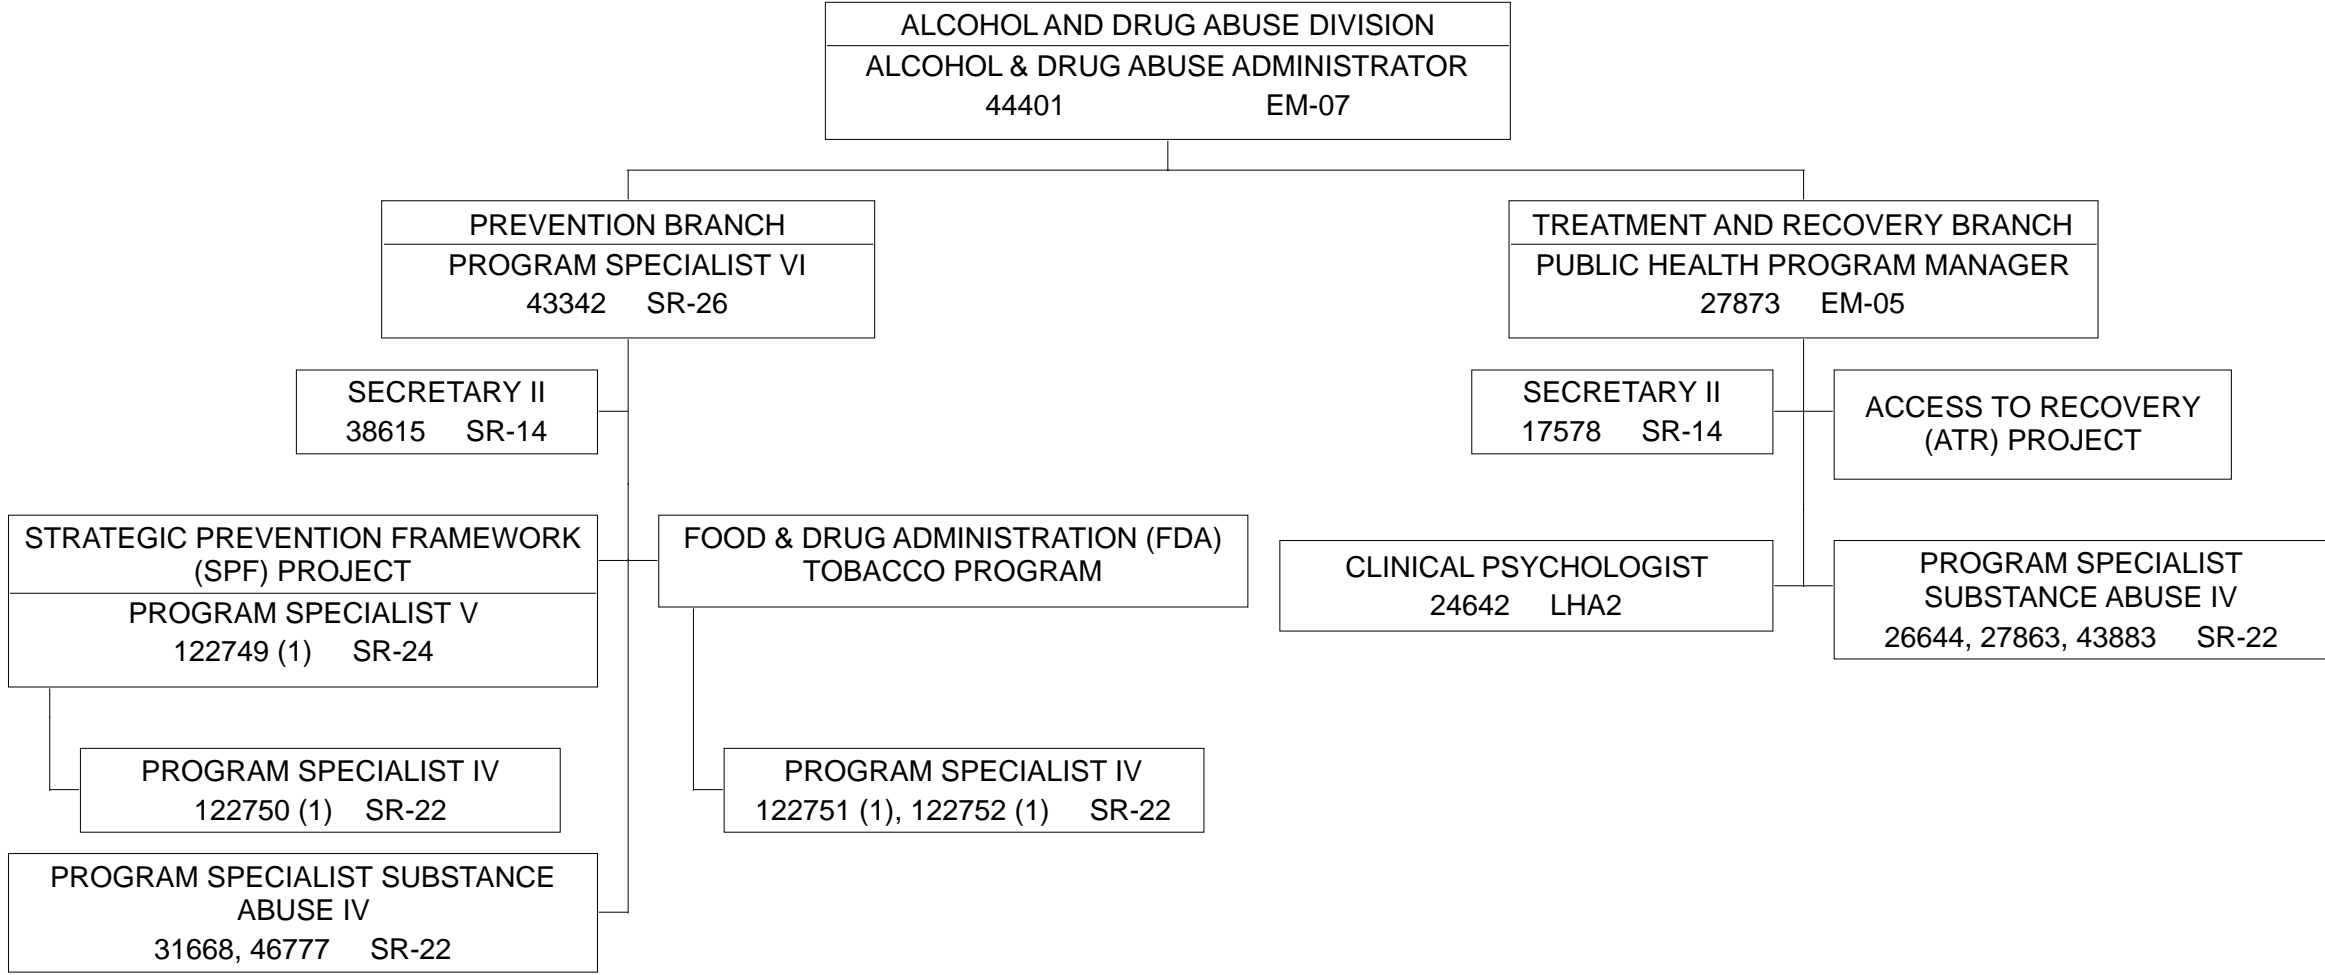 ALCOHOL AND DRUG ABUSE DIVISION
ALCOHOL & DRUG ABUSE ADMINISTRATOR
44401 EM-07
PREVENTION BRANCH
PROGRAM SPECIALIST VI
43342 SR-26
TREATMENT AND RECOVERY BRANCH
PUBLIC HEALTH PROGRAM MANAGER
27873 EM-05
SECRETARY II
38615 SR-14
SECRETARY II
17578 SR-14
ACCESS TO RECOVERY
(ATR) PROJECT
STRATEGIC PREVENTION FRAMEWORK
(SPF) PROJECT
PROGRAM SPECIALIST V
122749 (1) SR-24
FOOD & DRUG ADMINISTRATION (FDA)
TOBACCO PROGRAM
CLINICAL PSYCHOLOGIST
24642 LHA2
PROGRAM SPECIALIST
SUBSTANCE ABUSE IV
26644, 27863, 43883 SR-22
PROGRAM SPECIALIST IV
122750 (1) SR-22
PROGRAM SPECIALIST IV
122751 (1), 122752 (1) SR-22
PROGRAM SPECIALIST SUBSTANCE
ABUSE IV
31668, 46777 SR-22